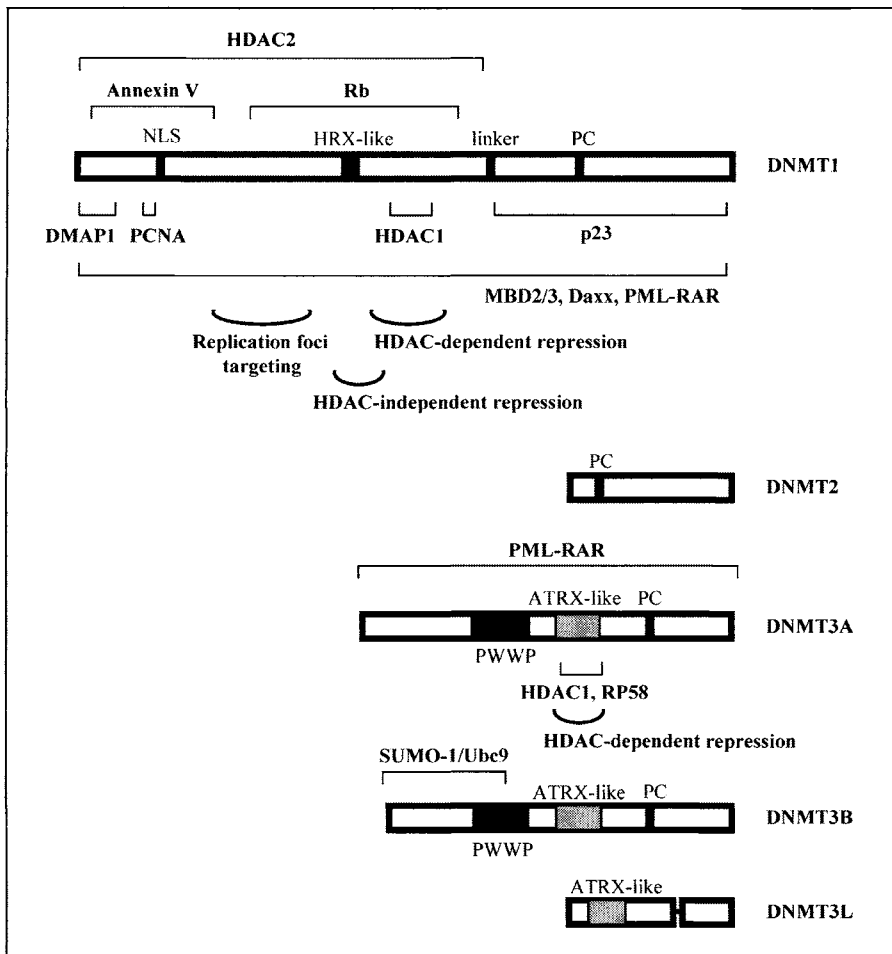 HDAC2
Annexin V Rb
NLS HRX-like linker PC
DNMT1
DMAP1 PCNA HDAC1 p23
MBD2/3, Daxx, PML-RAR
Replication foci
targeting
HDAC-dependent repression
HDAC-independent repression
PC
DNMT2
PML-RAR
ATRX-like PC
DNMT3A
PWWP
HDAC1, RP58
HDAC-dependent repression
SUMO-1/Ubc9
ATRX-like PC
DNMT3B
PWWP
ATRX-like
DNMT3L